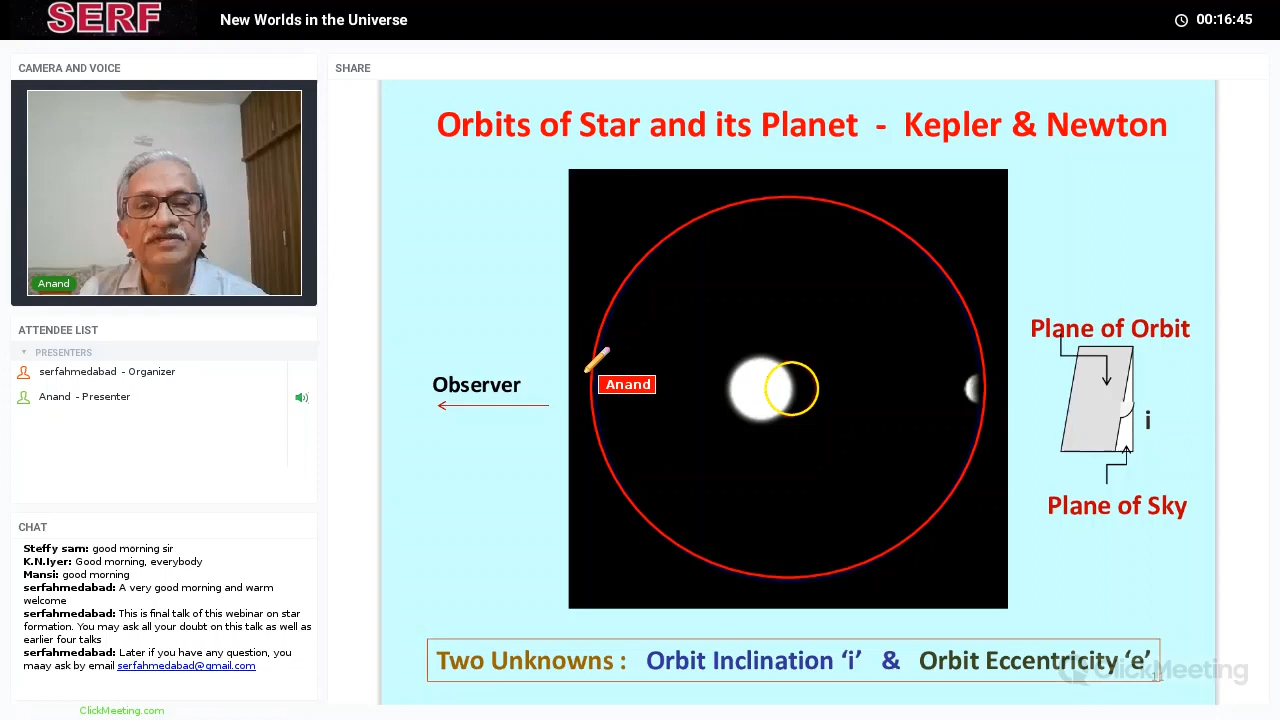 SERF
New Worlds in the Universe
00:16:45
CAMERA AND VOICE
Anand
ATTENDEE LIST
PRESENTERS
serfahmedabad - Organizer
Anand - Presenter
CHAT
Steffy sam: good morning sir
K.N.Iyer: Good morning, everybody
Mansi: good morning
serfahmedabad: A very good morning and warm
welcome
serfahmedabad: This is final talk of this webinar on star
formation. You may ask all your doubt on this talk as well as
earlier four talks
serfahmedabad: Later if you have any question, you
maay ask by email serfahmedabad@gmail.com
ClickMeeting.com
SHARE
Orbits of Star and its Planet - Kepler & Newton
Observer
Anand
Plane of Orbit
i
Plane of Sky
Two Unknowns : Orbit Inclination ‘i’ & Orbit Eccentricity ‘e’
ClickMeeting